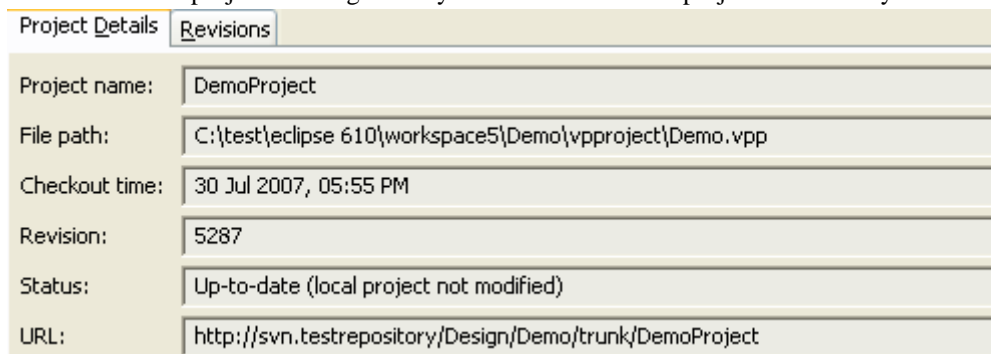 Project Details Revisions
Project name: DemoProject
File path: C:\test\eclipse 610\workspace5\Demo\vpproject\Demo.vpp
Checkout time: 30 Jul 2007, 05:55 PM
Revision: 5287
Status: Up-to-date (local project not modified)
URL: http://svn.testrepository/Design/Demo/trunk/DemoProject